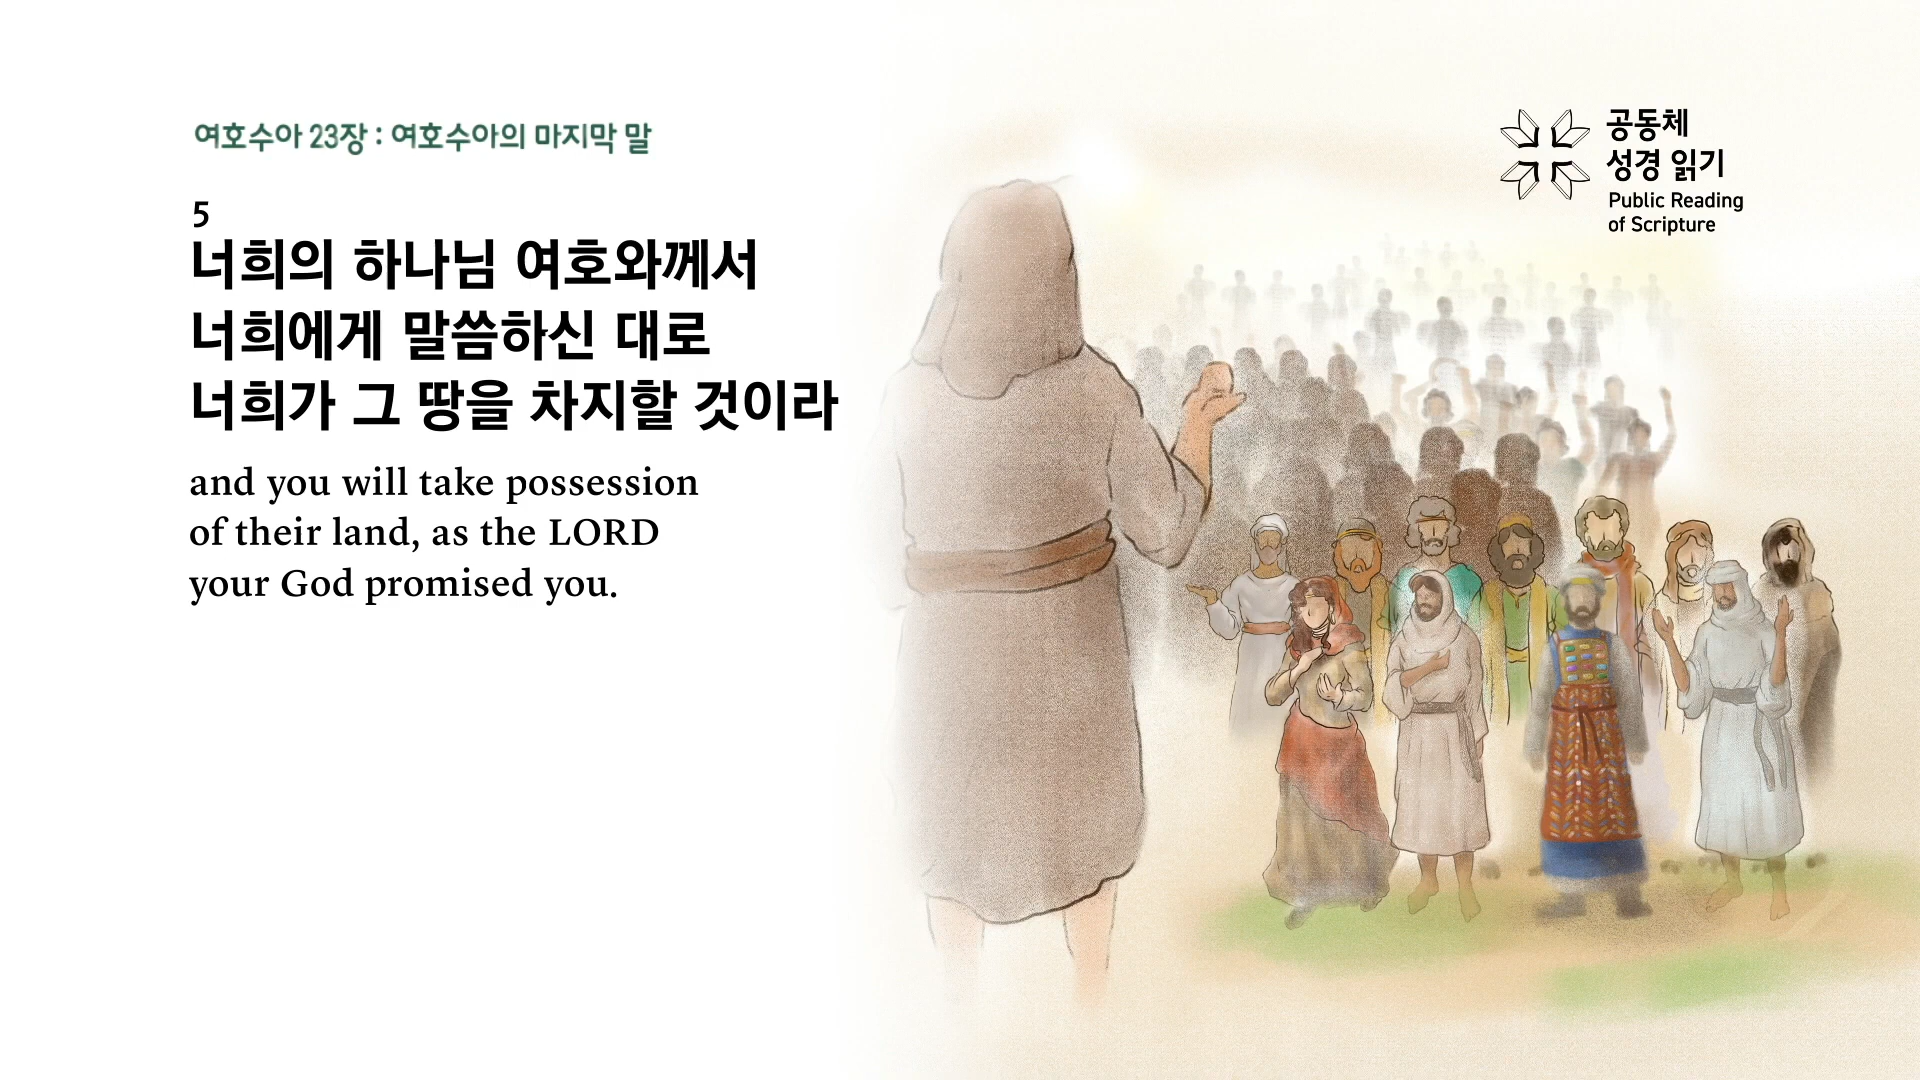 여호수아 23장 : 여호수아의 마지막 말
5
너희의 하나님 여호와께서
너희에게 말씀하신 대로
너희가 그 땅을 차지할 것이라
and you will take possession
of their land, as the LORD
your God promised you.
공동체
성경 읽기
Public Reading
of Scripture